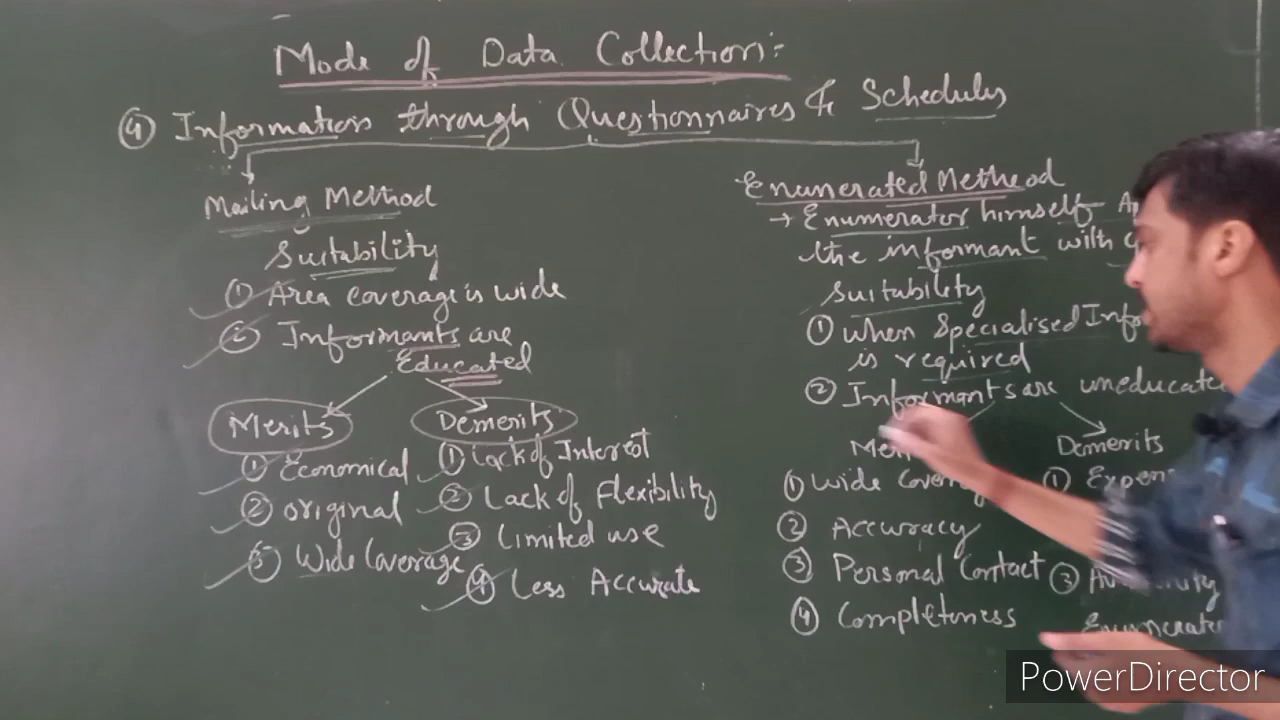 Mode of Data Collection:-
④ Information through Questionnaires & Schedules
Mailing Method
Suitability
① Area coverage is wide
② Informants are
Educated
Merits
① Economical
② original
③ Wide Coverage
Demerits
① Lack of Interest
② Lack of Flexibility
③ Limited use
④ Less Accurate
Enumerated Method
→ Enumerator himself
the informant with
Suitability
① When Specialised
is required
② Informants are uneducated
① Wide Coverage
② Accuracy
③ Personal Contact
④ Completeness
Demerits
①
③
PowerDirector